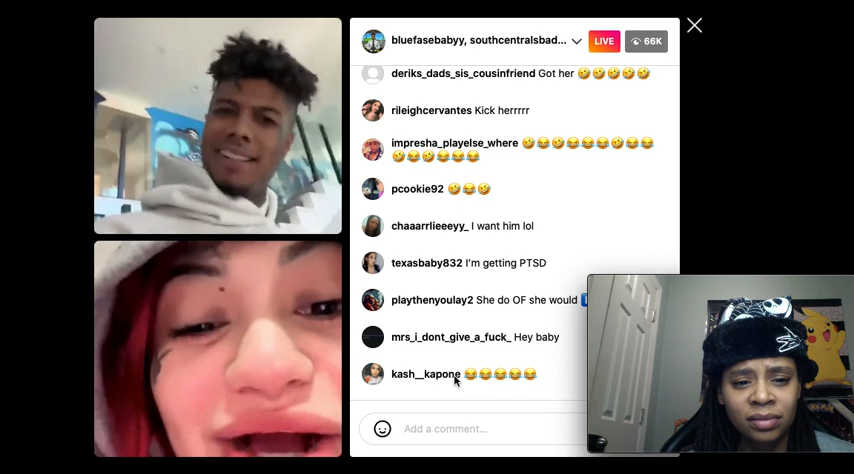 bluefasebabyy, southcentralsbad...
LIVE
66K
deriks_dads_sis_cousinfriend Got her 🤣🤣🤣🤣🤣
rileighcervantes Kick herrrrr
impresha_playelse_where 🤣😂🤣😂😂😂🤣😂😂
🤣😂🤣😂😂😂
pcookie92 🤣😂🤣
chaaarrlieeeyy_ I want him lol
texasbaby832 I'm getting PTSD
playthenyoulay2 She do OF she would
mrs_i_dont_give_a_fuck_ Hey baby
kash__kapone 😂😂😂😂😂
Add a comment...